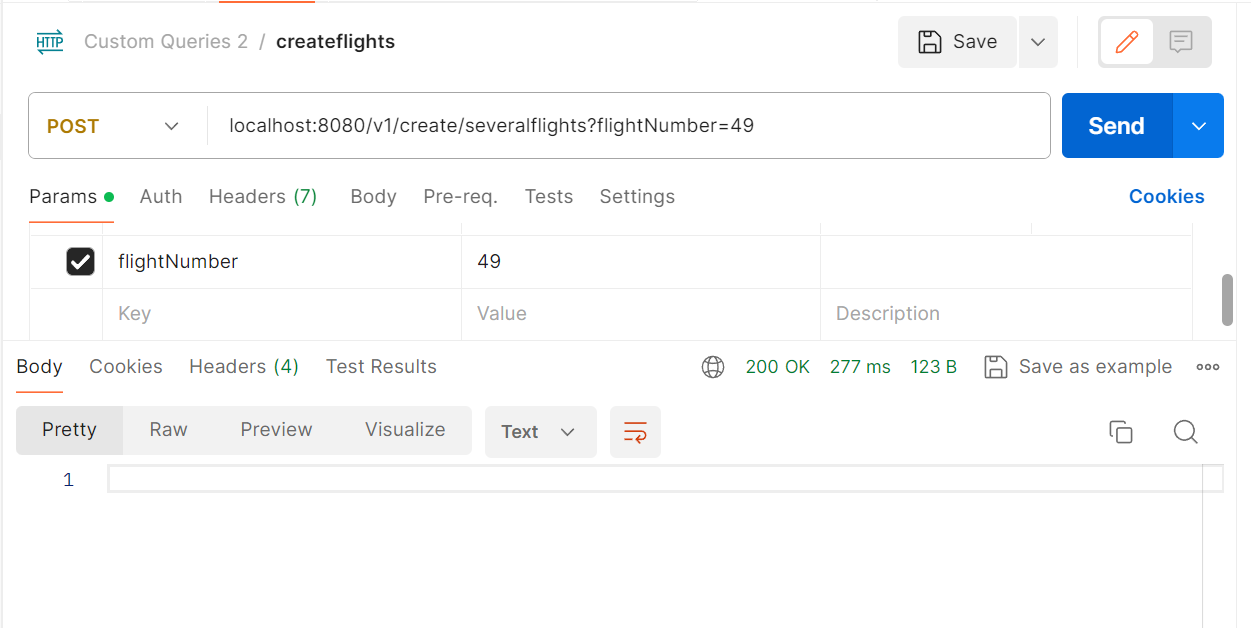 HTTP Custom Queries 2 / createflights Save
POST localhost:8080/v1/create/severalflights?flightNumber=49 Send
Params Auth Headers (7) Body Pre-req. Tests Settings Cookies
flightNumber 49
Key Value Description
Body Cookies Headers (4) Test Results 200 OK 277 ms 123 B Save as example
Pretty Raw Preview Visualize Text
1